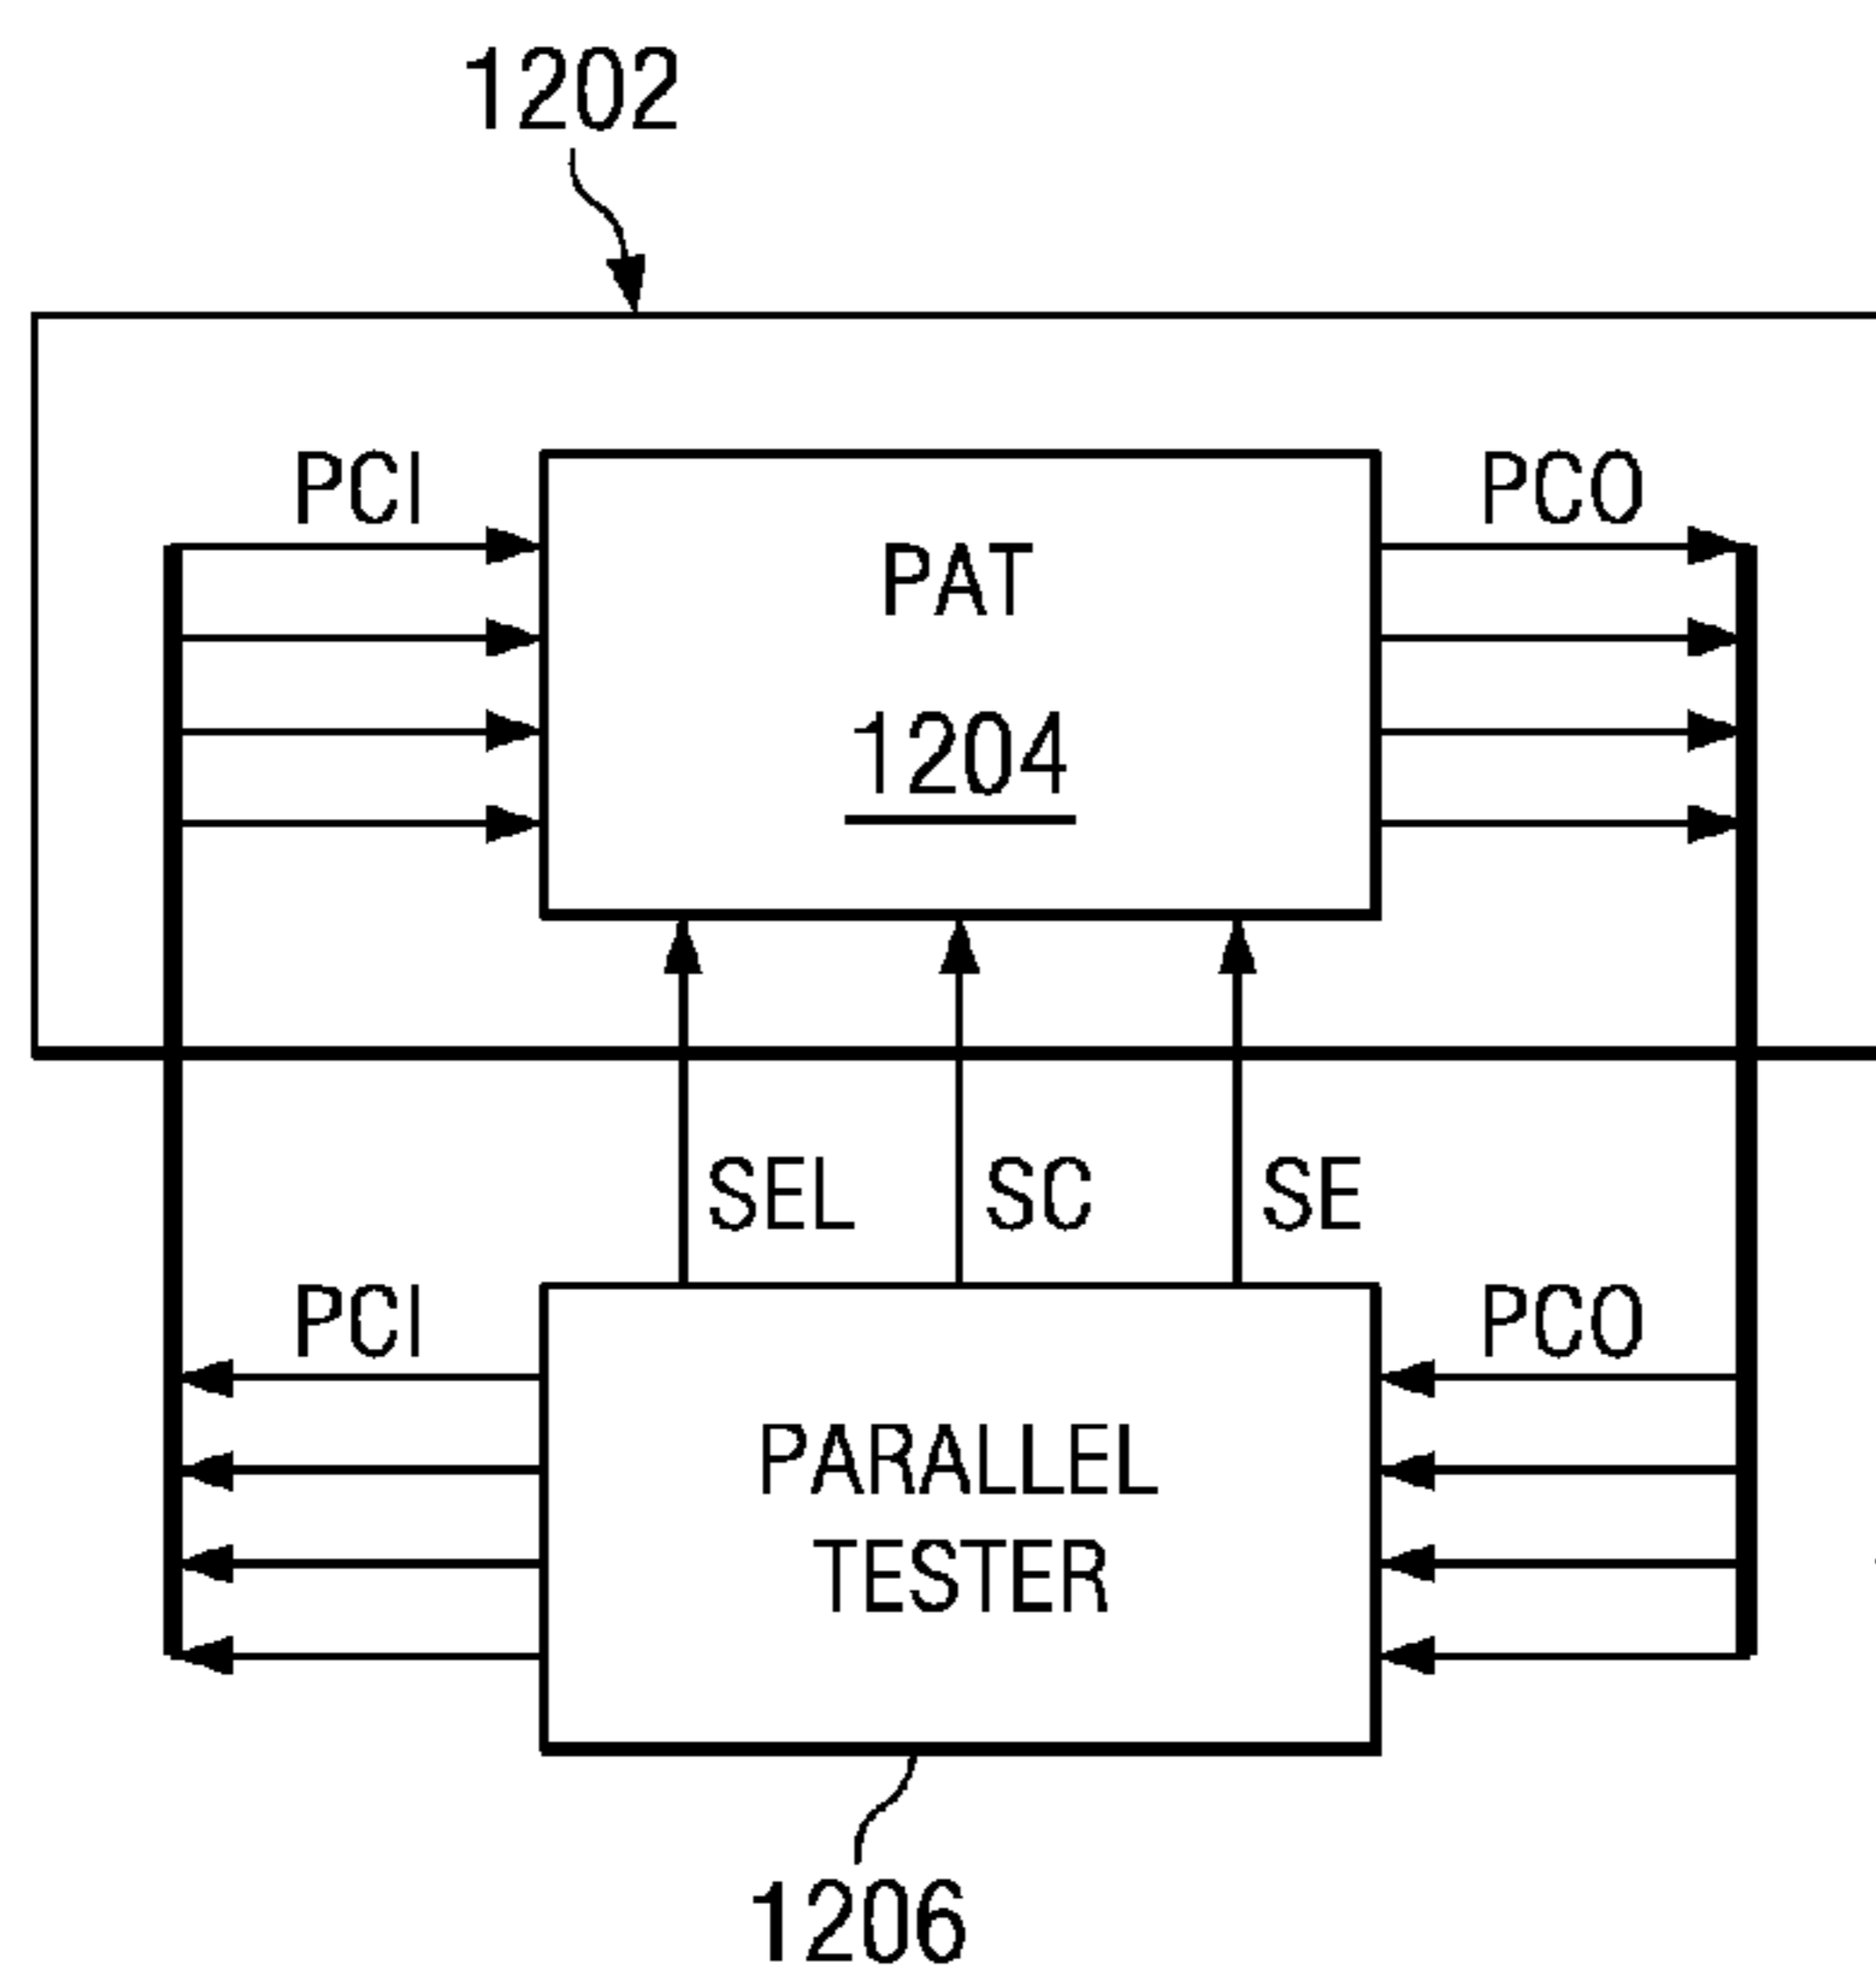 1202
PCI
PCO
PAT
1204
SEL
SC
SE
PCI
PCO
PARALLEL
TESTER
1206